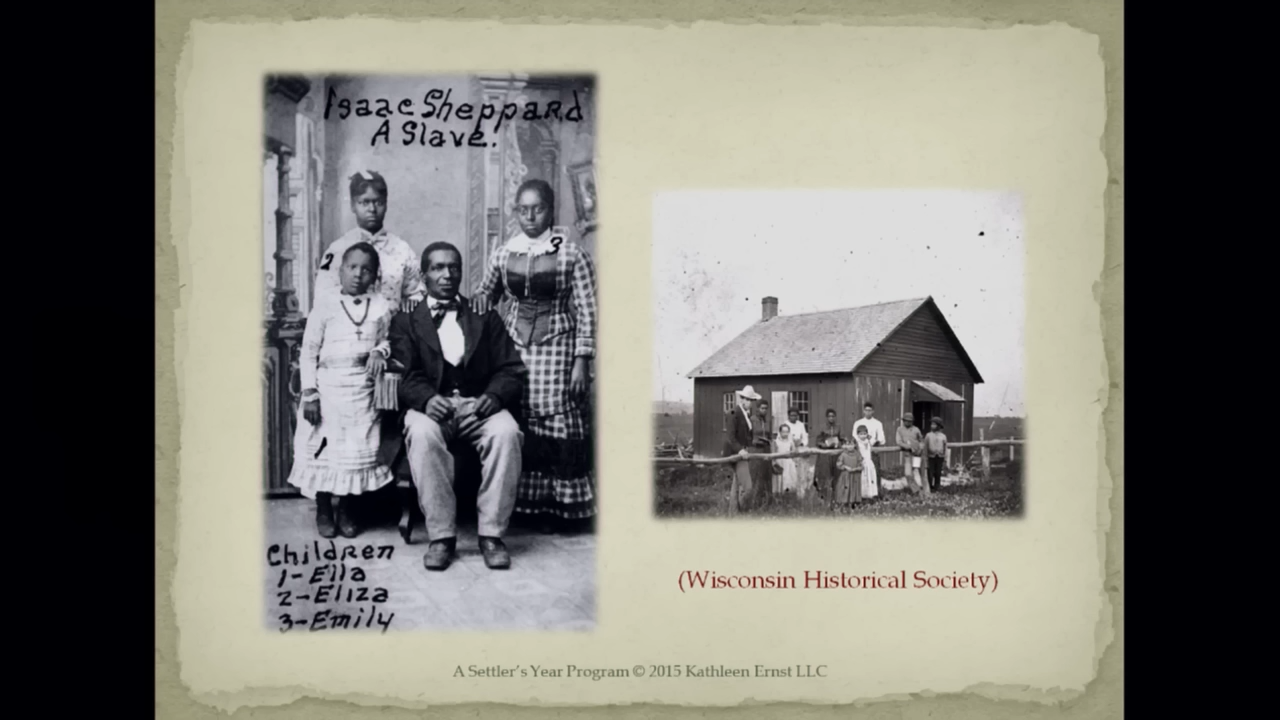 Isaac Sheppard
A Slave.
2
3
1
Children
1-Ella
2-Eliza
3-Emily
(Wisconsin Historical Society)
A Settler's Year Program © 2015 Kathleen Ernst LLC